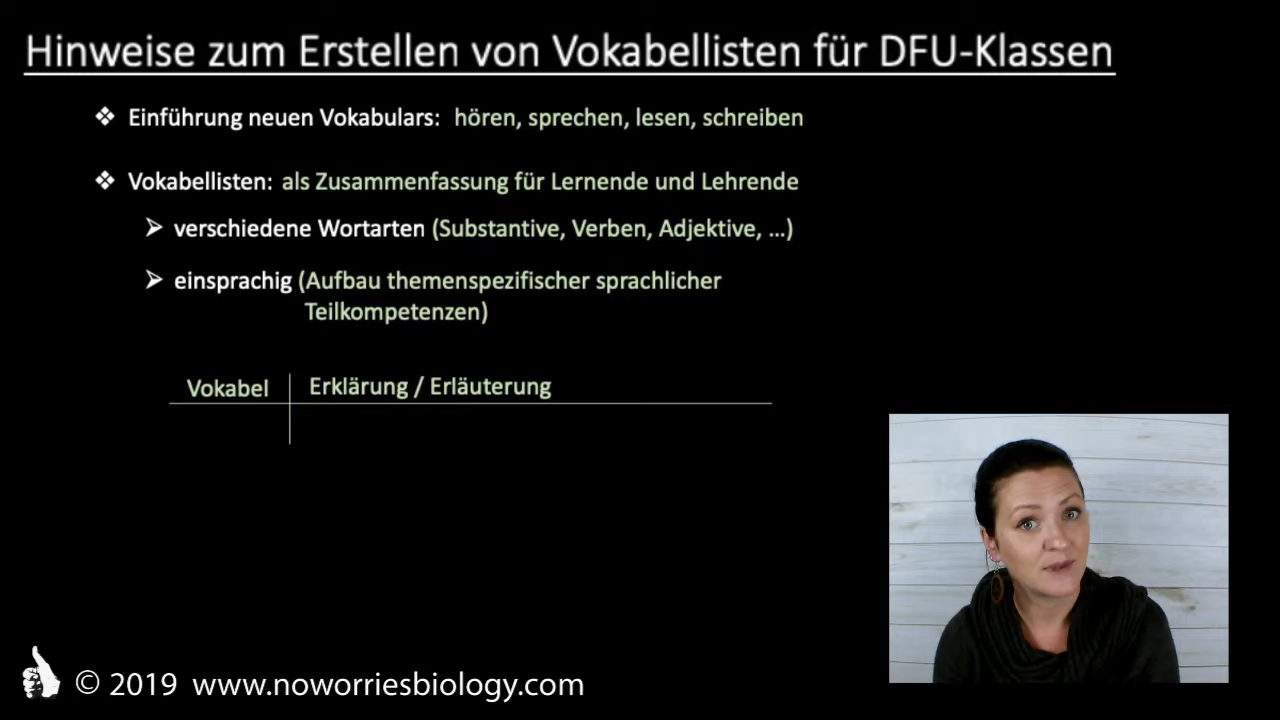 Hinweise zum Erstellen von Vokabellisten für DFU-Klassen
❖ Einführung neuen Vokabulars: hören, sprechen, lesen, schreiben
❖ Vokabellisten: als Zusammenfassung für Lernende und Lehrende
➢ verschiedene Wortarten (Substantive, Verben, Adjektive, ...)
➢ einsprachig (Aufbau themenspezifischer sprachlicher
Teilkompetenzen)
Vokabel Erklärung / Erläuterung
© 2019 www.noworriesbiology.com